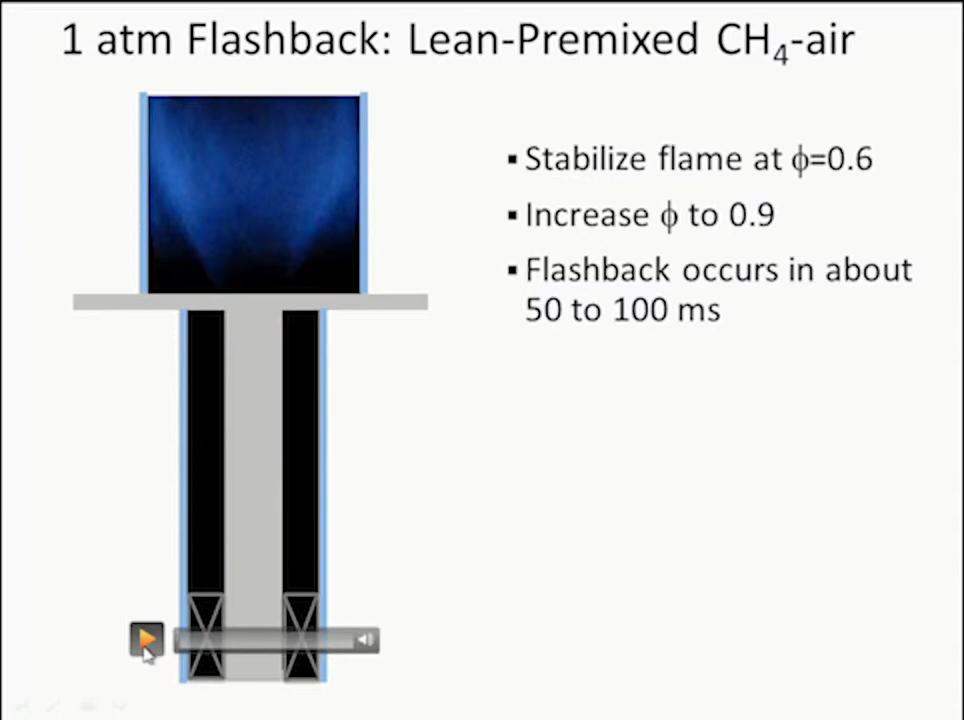 1 atm Flashback: Lean-Premixed CH₄-air
▪ Stabilize flame at ϕ=0.6
▪ Increase ϕ to 0.9
▪ Flashback occurs in about
50 to 100 ms